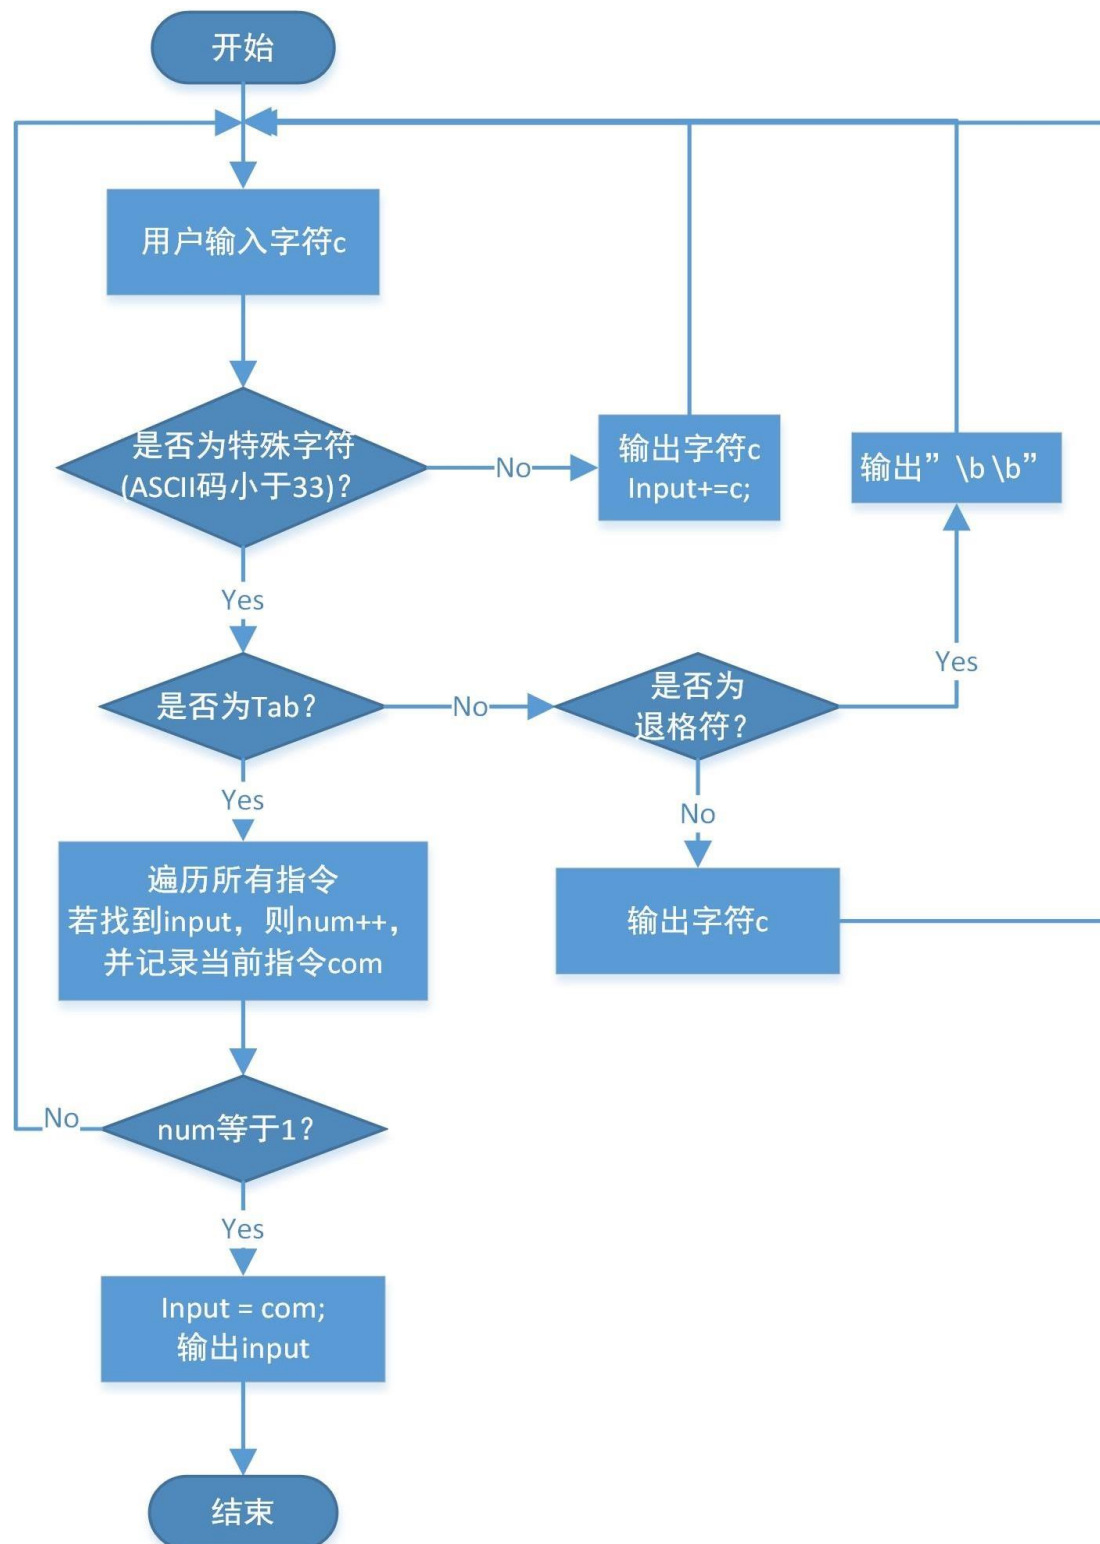 开始
用户输入字符c
是否为特殊字符
(ASCII码小于33)?
No
输出字符c
Input+=c;
输出”\b \b”
Yes
Yes
是否为Tab?
No
是否为
退格符?
Yes
No
遍历所有指令
若找到input，则num++，
并记录当前指令com
输出字符c
No
num等于1?
Yes
Input = com;
输出input
结束